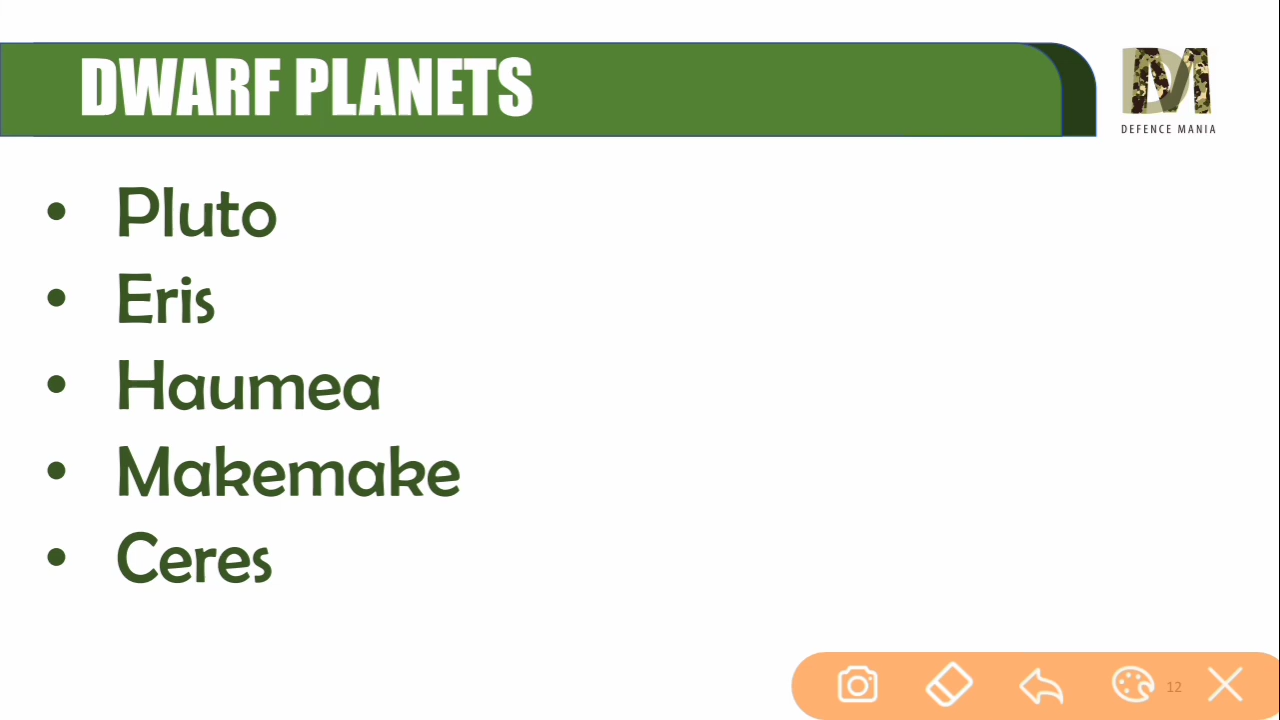 DWARF PLANETS
DM
DEFENCE MANIA
• Pluto
• Eris
• Haumea
• Makemake
• Ceres
12